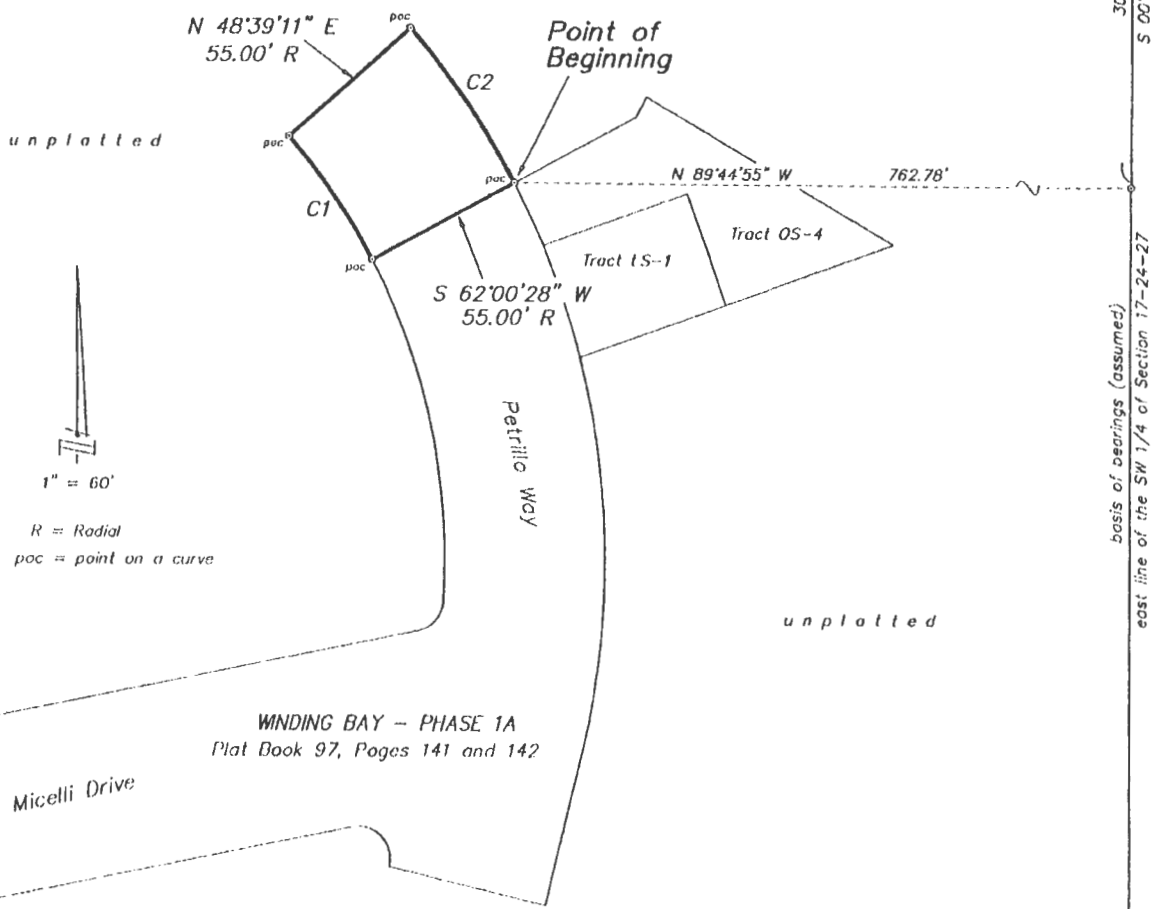 N 48°39'11" E
55.00' R
poc
Point of
Beginning
C2
unplatted
poc
poc
N 89°44'55" W
762.78'
C1
Tract OS-4
Tract LS-1
poc
S 62°00'28" W
55.00' R
Petrillo Way
1" = 60'
R = Radial
poc = point on a curve
unplatted
WINDING BAY - PHASE 1A
Plat Book 97, Pages 141 and 142
Micelli Drive
basis of bearings (assumed)
east line of the SW 1/4 of Section 17-24-27
S 00°